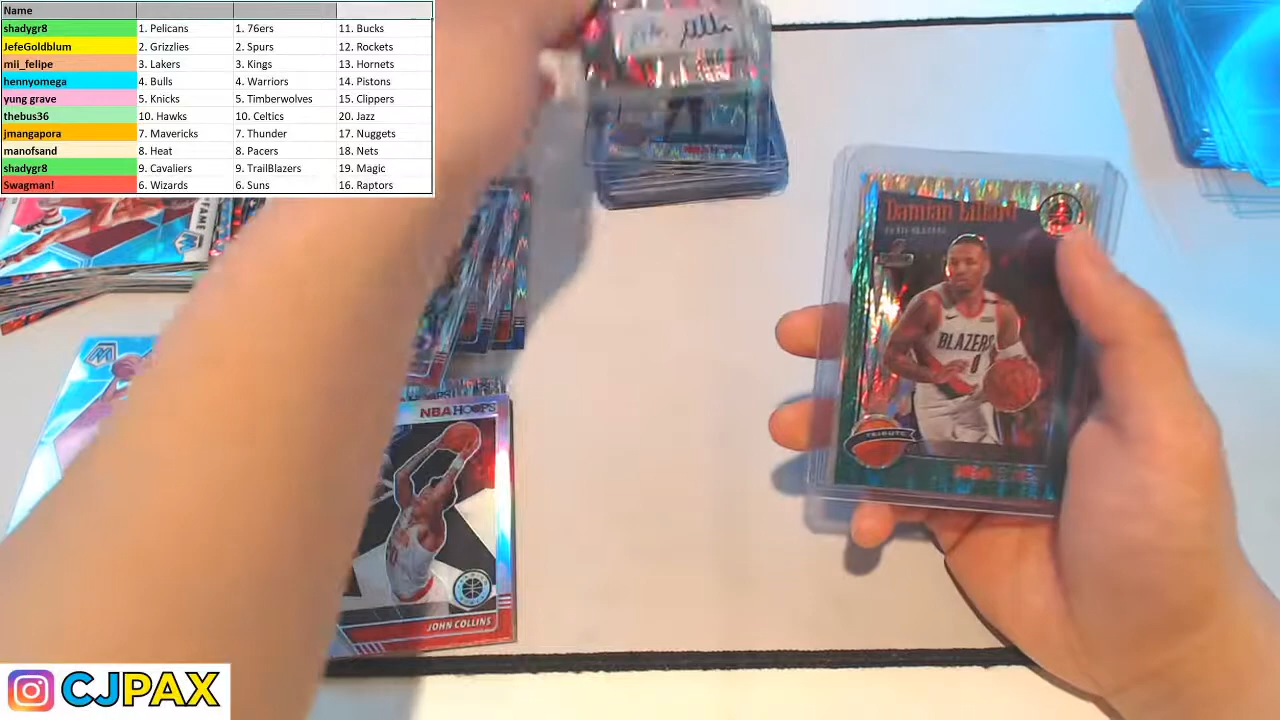 Name
shadygr8 1. Pelicans 1. 76ers 11. Bucks
JefeGoldblum 2. Grizzlies 2. Spurs 12. Rockets
mii_felipe 3. Lakers 3. Kings 13. Hornets
hennyomega 4. Bulls 4. Warriors 14. Pistons
yung grave 5. Knicks 5. Timberwolves 15. Clippers
thebus36 10. Hawks 10. Celtics 20. Jazz
jmangapora 7. Mavericks 7. Thunder 17. Nuggets
manofsand 8. Heat 8. Pacers 18. Nets
shadygr8 9. Cavaliers 9. TrailBlazers 19. Magic
Swagman! 6. Wizards 6. Suns 16. Raptors
Damian Lillard
BLAZERS
0
TRIBUTE
NBA HOOPS
JOHN COLLINS
CJPAX